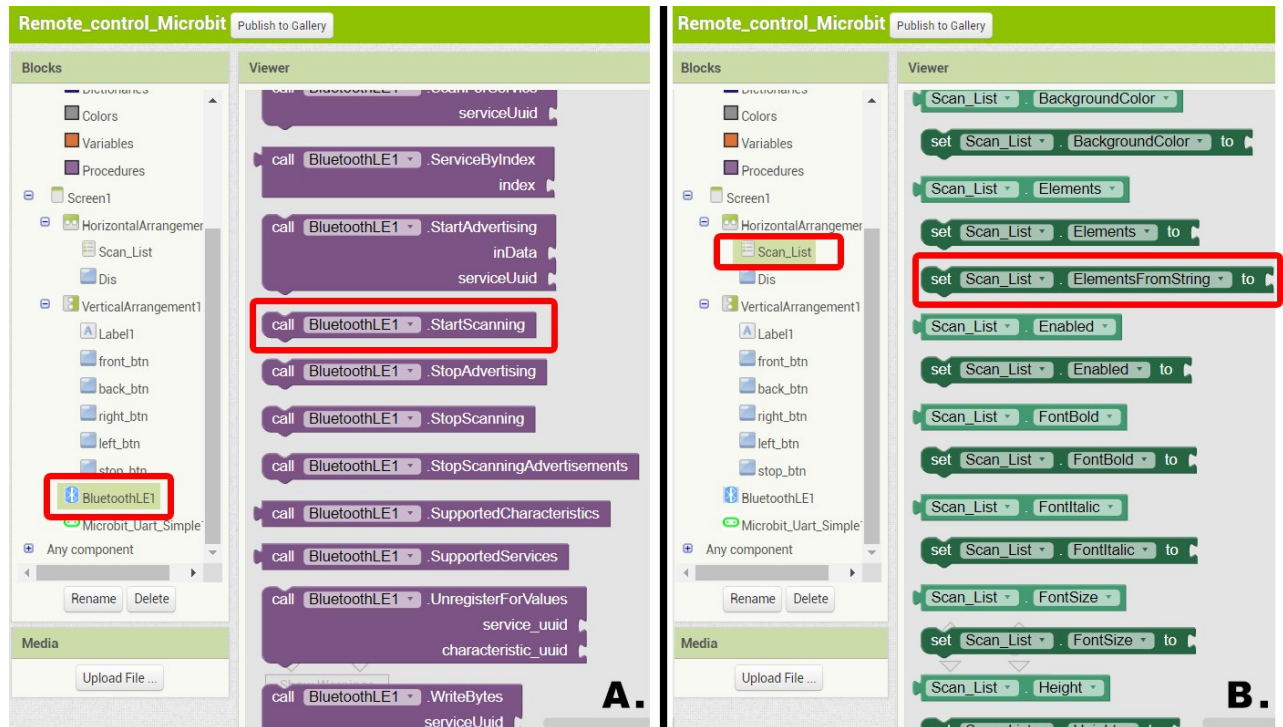 Remote_control_Microbit Publish to Gallery
Blocks
Viewer
Dictionaries
Colors
Variables
Procedures
Screen1
HorizontalArrangemer
Scan_List
Dis
VerticalArrangement1
Label1
front_btn
back_btn
right_btn
left_btn
stop_btn
BluetoothLE1
Microbit_Uart_Simple
Any component
Rename Delete
Media
Upload File ...
call BluetoothLE1 .ScanForService
serviceUuid
call BluetoothLE1 .ServiceByIndex
index
call BluetoothLE1 .StartAdvertising
inData
serviceUuid
call BluetoothLE1 .StartScanning
call BluetoothLE1 .StopAdvertising
call BluetoothLE1 .StopScanning
call BluetoothLE1 .StopScanningAdvertisements
call BluetoothLE1 .SupportedCharacteristics
call BluetoothLE1 .SupportedServices
call BluetoothLE1 .UnregisterForValues
service_uuid
characteristic_uuid
Show Warnings
call BluetoothLE1 .WriteBytes
serviceUuid
A.
Remote_control_Microbit Publish to Gallery
Blocks
Viewer
Dictionaries
Colors
Variables
Procedures
Screen1
HorizontalArrangemer
Scan_List
Dis
VerticalArrangement1
Label1
front_btn
back_btn
right_btn
left_btn
stop_btn
BluetoothLE1
Microbit_Uart_Simple
Any component
Rename Delete
Media
Upload File ...
Scan_List . BackgroundColor
set Scan_List . BackgroundColor to
Scan_List . Elements
set Scan_List . Elements to
set Scan_List . ElementsFromString to
Scan_List . Enabled
set Scan_List . Enabled to
Scan_List . FontBold
set Scan_List . FontBold to
Scan_List . FontItalic
set Scan_List . FontItalic to
Scan_List . FontSize
set Scan_List . FontSize to
Scan_List . Height
B.